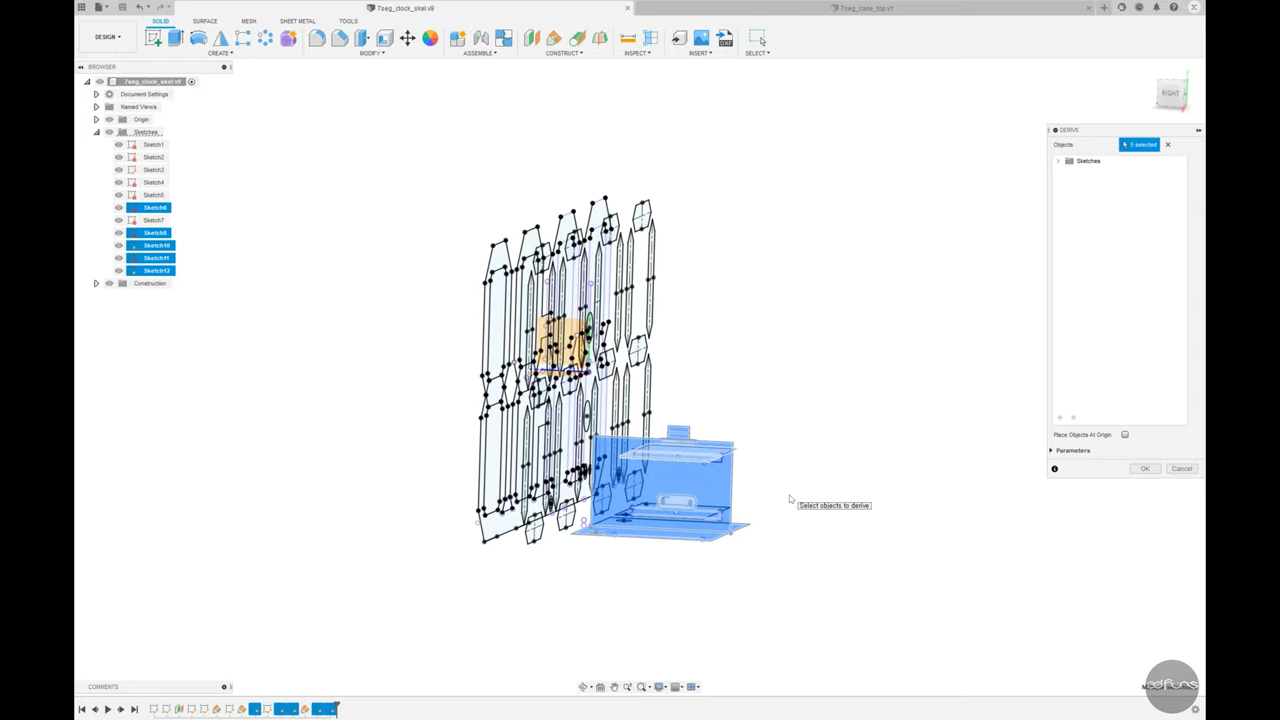 7seg_clock_skel v9
7seg_case_top v1
DESIGN
SOLID
SURFACE
MESH
SHEET METAL
TOOLS
CREATE
MODIFY
ASSEMBLE
CONSTRUCT
INSPECT
INSERT
DXF
SELECT
BROWSER
7seg_clock_skel v9
Document Settings
Named Views
Origin
Sketches
Sketch1
Sketch2
Sketch3
Sketch4
Sketch5
Sketch6
Sketch7
Sketch8
Sketch10
Sketch11
Sketch12
Construction
RIGHT
DERIVE
Objects
5 selected
Sketches
Place Objects At Origin
Parameters
OK
Cancel
Select objects to derive
COMMENTS